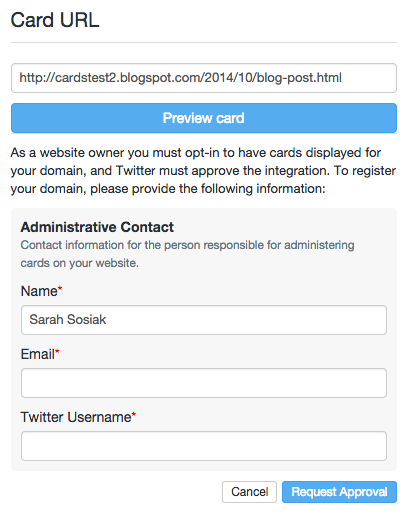 Card URL
http://cardstest2.blogspot.com/2014/10/blog-post.html
Preview card
As a website owner you must opt-in to have cards displayed for
your domain, and Twitter must approve the integration. To register
your domain, please provide the following information:
Administrative Contact
Contact information for the person responsible for administering
cards on your website.
Name*
Sarah Sosiak
Email*
Twitter Username*
Cancel Request Approval